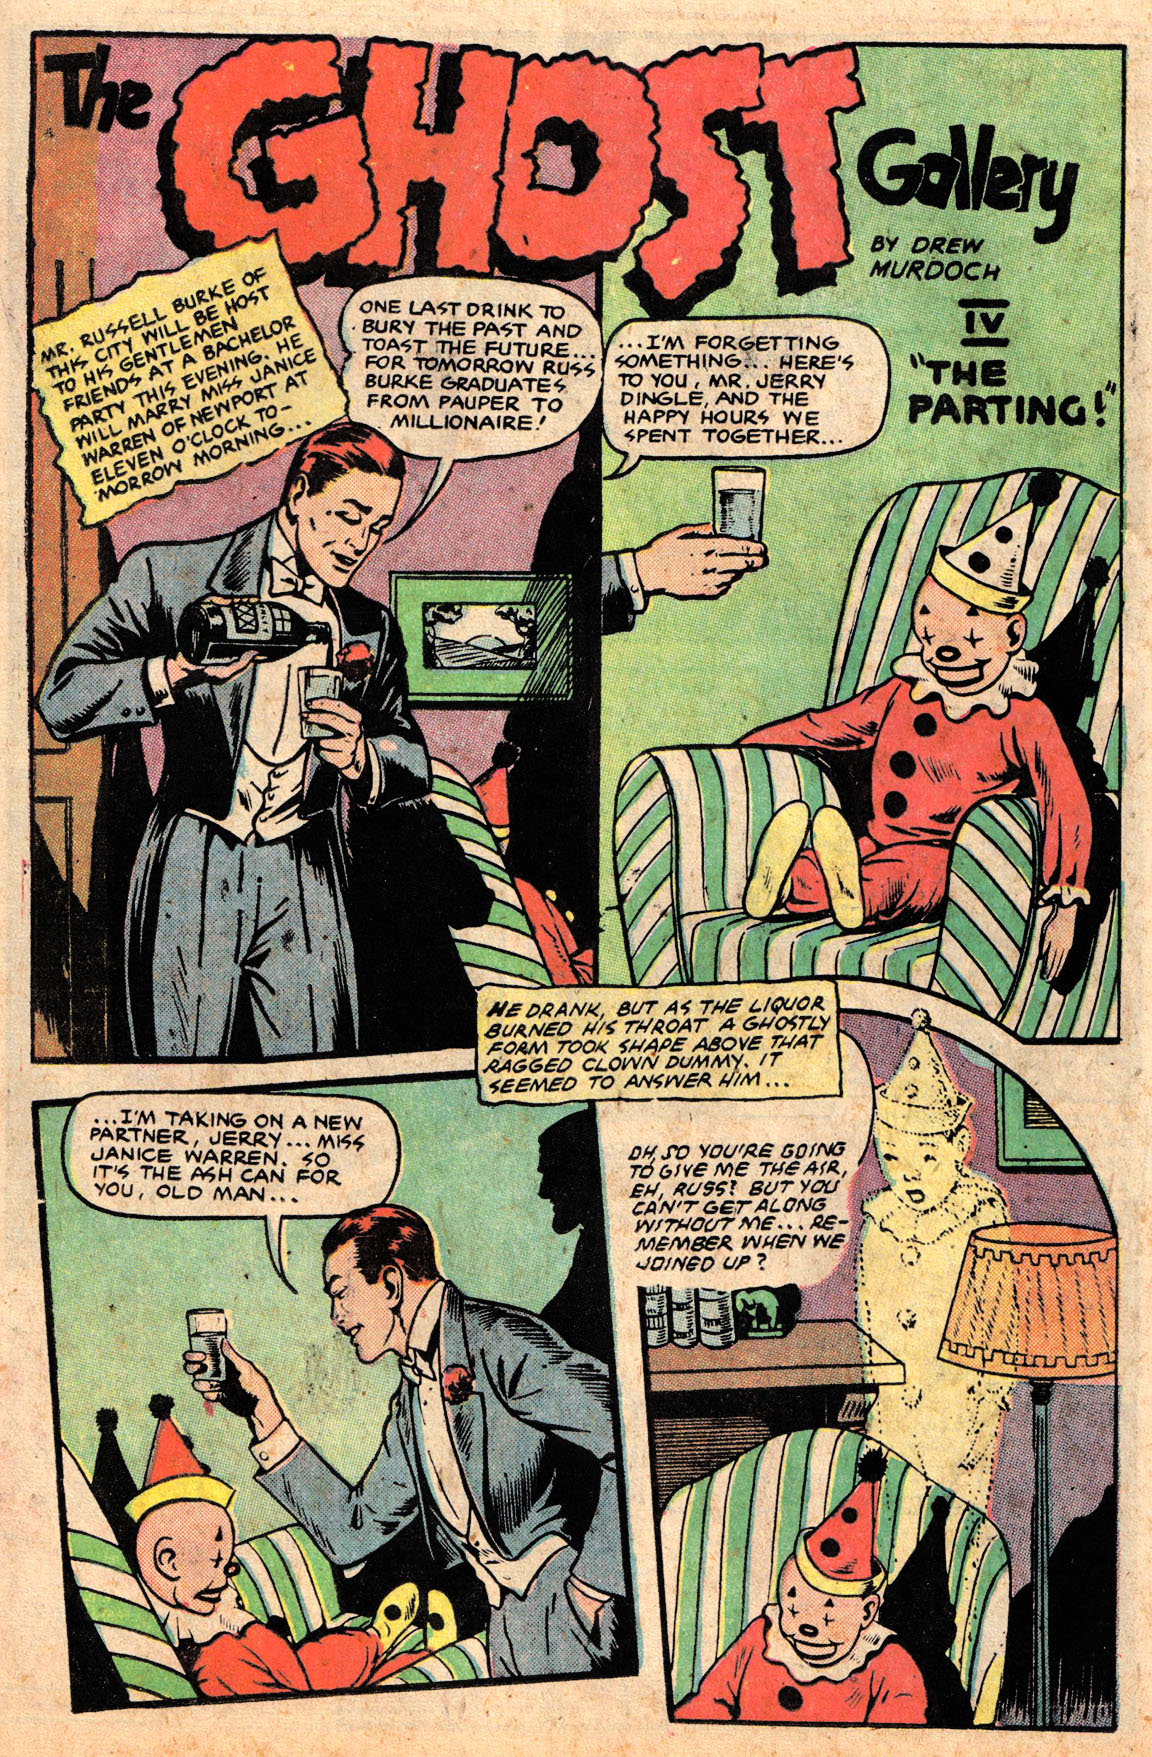 The GHOST Gallery
BY DREW
MURDOCH
IV
"THE
PARTING!"
MR. RUSSELL BURKE OF
THIS CITY WILL BE HOST
TO HIS GENTLEMEN
FRIENDS AT A BACHELOR
PARTY THIS EVENING. HE
WILL MARRY MISS JANICE
WARREN OF NEWPORT AT
ELEVEN O'CLOCK TO-
MORROW MORNING...
ONE LAST DRINK TO
BURY THE PAST AND
TOAST THE FUTURE...
FOR TOMORROW RUSS
BURKE GRADUATES
FROM PAUPER TO
MILLIONAIRE!
...I'M FORGETTING
SOMETHING... HERE'S
TO YOU, MR. JERRY
DINGLE, AND THE
HAPPY HOURS WE
SPENT TOGETHER...
HE DRANK, BUT AS THE LIQUOR
BURNED HIS THROAT A GHOSTLY
FORM TOOK SHAPE ABOVE THAT
RAGGED CLOWN DUMMY. IT
SEEMED TO ANSWER HIM...
...I'M TAKING ON A NEW
PARTNER, JERRY... MISS
JANICE WARREN. SO
IT'S THE ASH CAN FOR
YOU, OLD MAN...
OH, SO YOU'RE GOING
TO GIVE ME THE AIR,
EH, RUSS? BUT YOU
CAN'T GET ALONG
WITHOUT ME... RE-
MEMBER WHEN WE
JOINED UP?